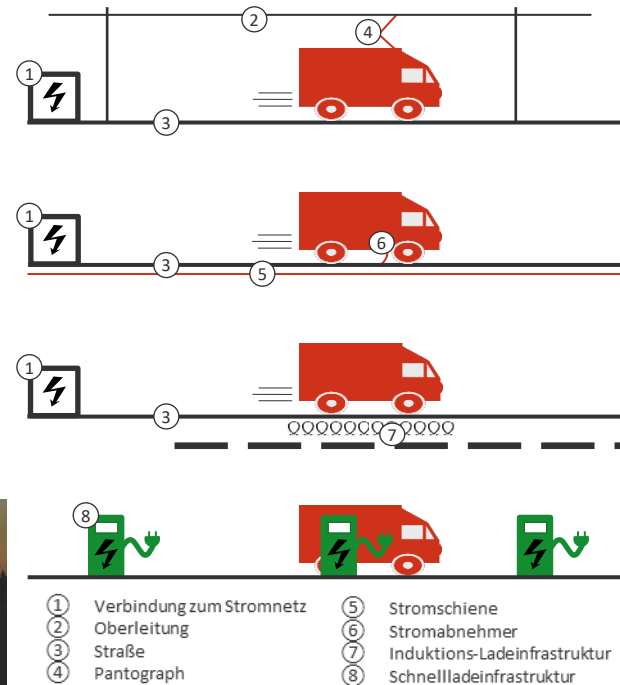 2
4
1
3
1
6
3
5
1
3
7
8
1 Verbindung zum Stromnetz
2 Oberleitung
3 Straße
4 Pantograph
5 Stromschiene
6 Stromabnehmer
7 Induktions-Ladeinfrastruktur
8 Schnellladeinfrastruktur